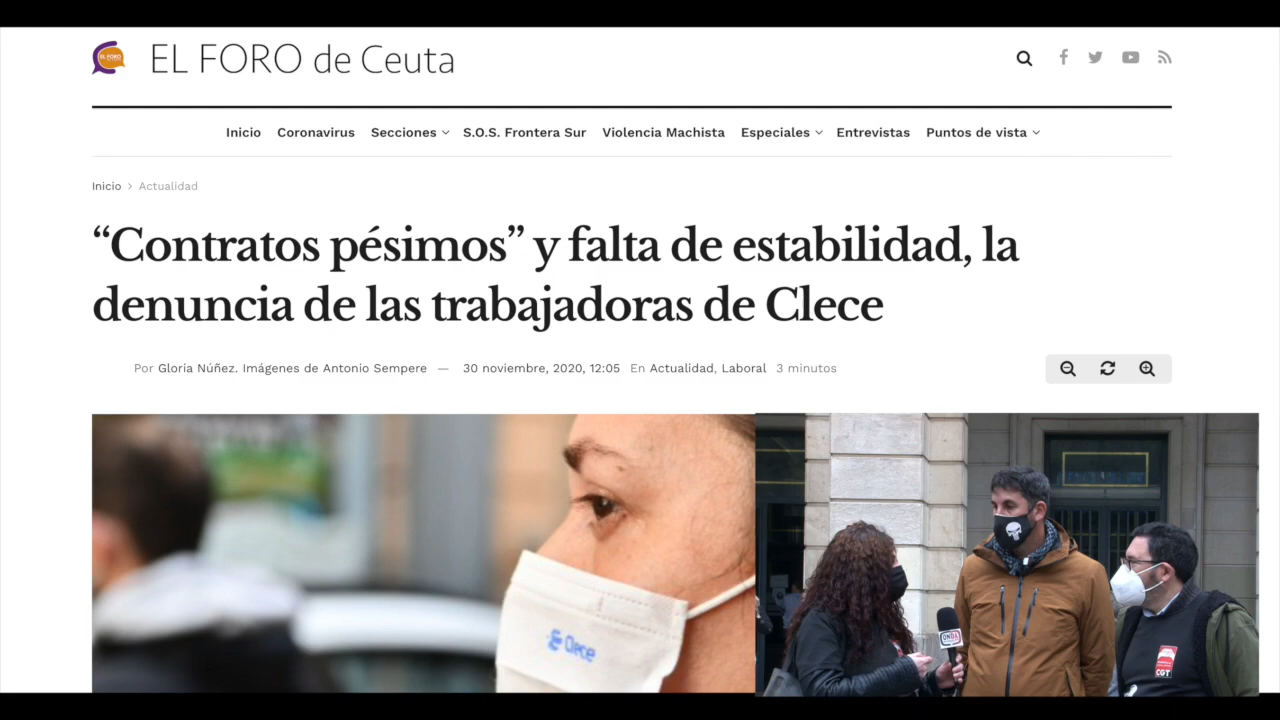 EL FORO
EL FORO de Ceuta
Inicio Coronavirus Secciones S.O.S. Frontera Sur Violencia Machista Especiales Entrevistas Puntos de vista
Inicio > Actualidad
“Contratos pésimos” y falta de estabilidad, la
denuncia de las trabajadoras de Clece
Por Gloria Núñez. Imágenes de Antonio Sempere — 30 noviembre, 2020, 12:05 En Actualidad, Laboral 3 minutos
Clece
ONDA
CGT